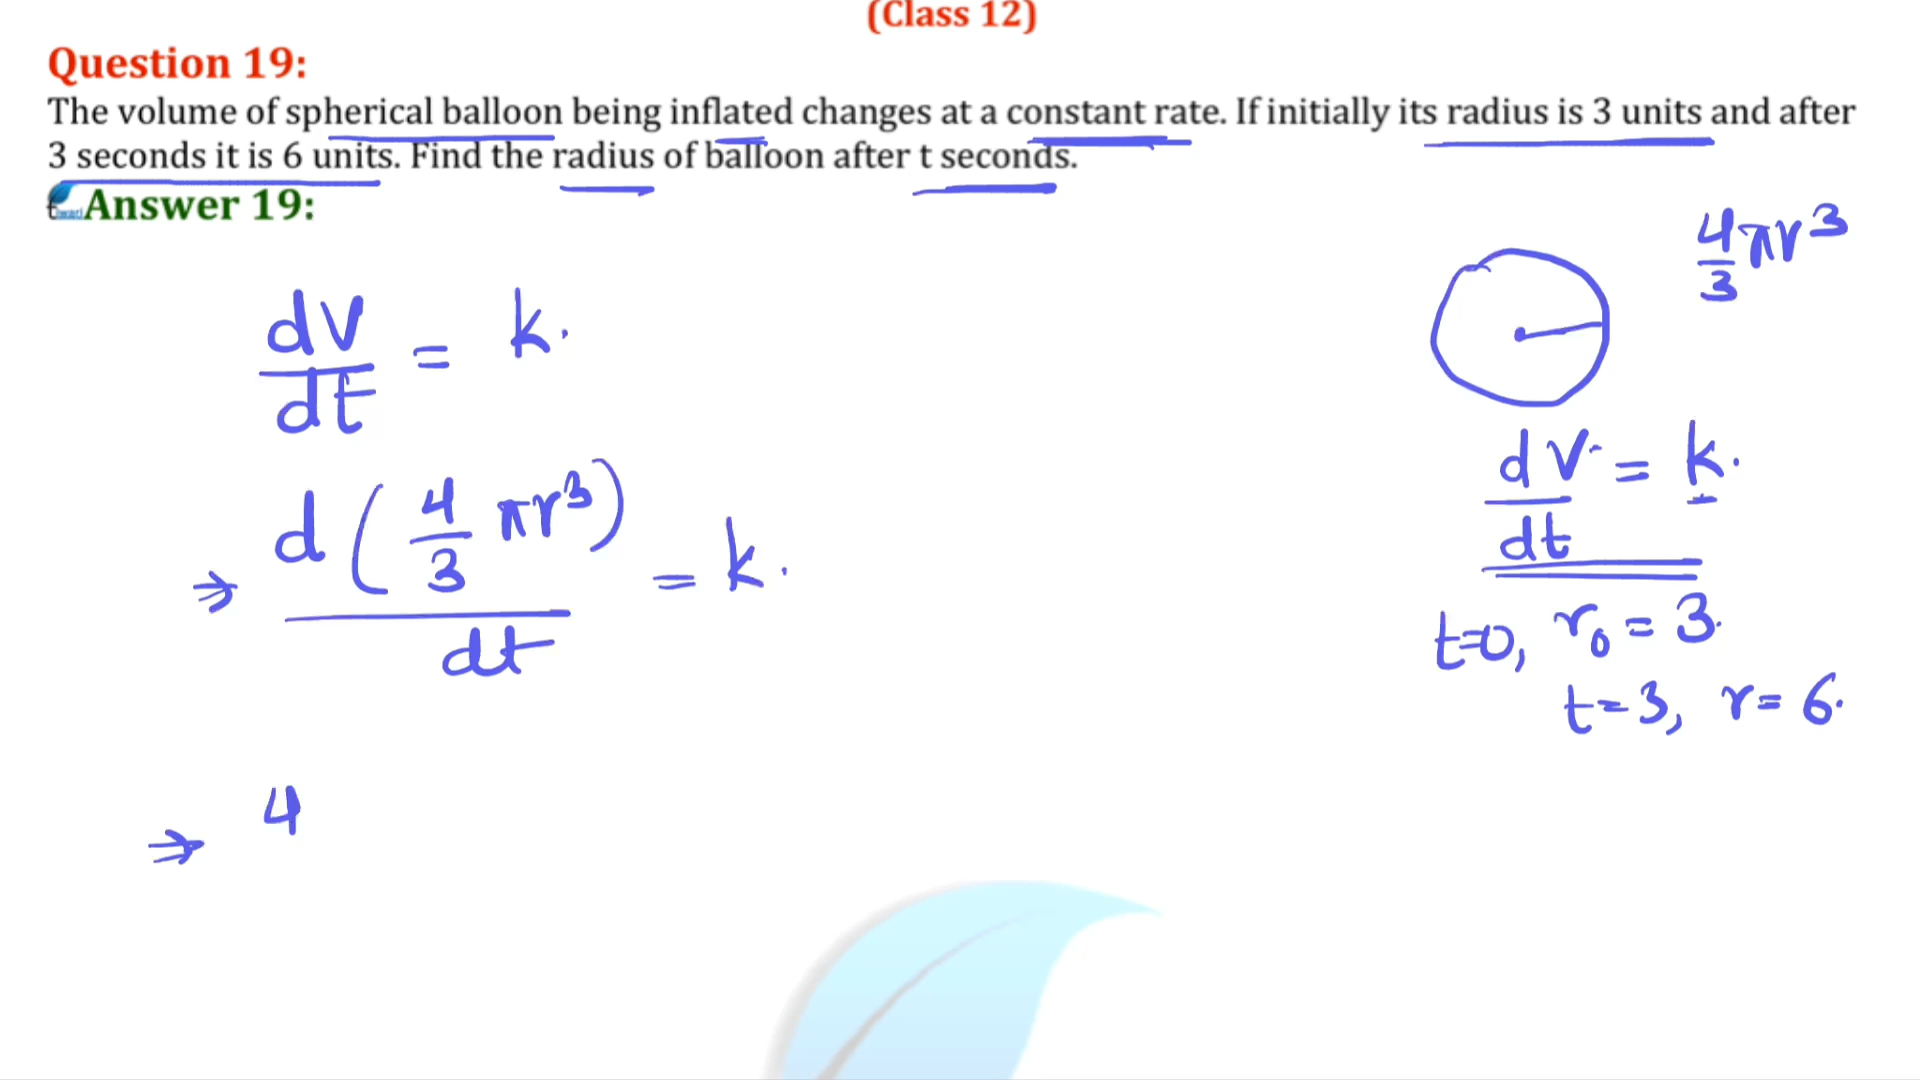 (Class 12)
Question 19:
The volume of spherical balloon being inflated changes at a constant rate. If initially its radius is 3 units and after
3 seconds it is 6 units. Find the radius of balloon after t seconds.
Answer 19:
4/3 πr³
dV/dt = k.
d(4/3 πr³)/dt = k.
⇒
⇒ 4
dV/dt = k.
t=0, r₀ = 3.
t=3, r= 6.